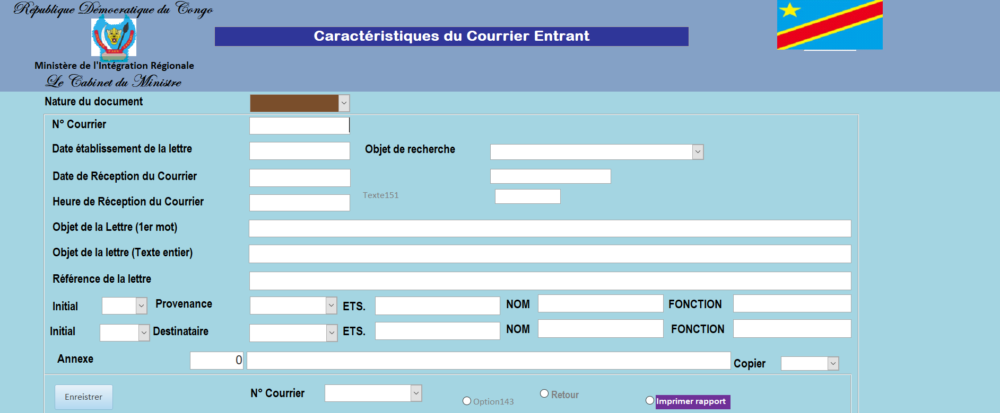 République Démocratique du Congo
Caractéristiques du Courrier Entrant
Ministère de l'Intégration Régionale
Le Cabinet du Ministre
Nature du document
N° Courrier
Date établissement de la lettre
Objet de recherche
Date de Réception du Courrier
Heure de Réception du Courrier
Texte151
Objet de la Lettre (1er mot)
Objet de la lettre (Texte entier)
Référence de la lettre
Initial Provenance ETS. NOM FONCTION
Initial Destinataire ETS. NOM FONCTION
Annexe 0 Copier
Enreistrer N° Courrier Option143 Retour Imprimer rapport